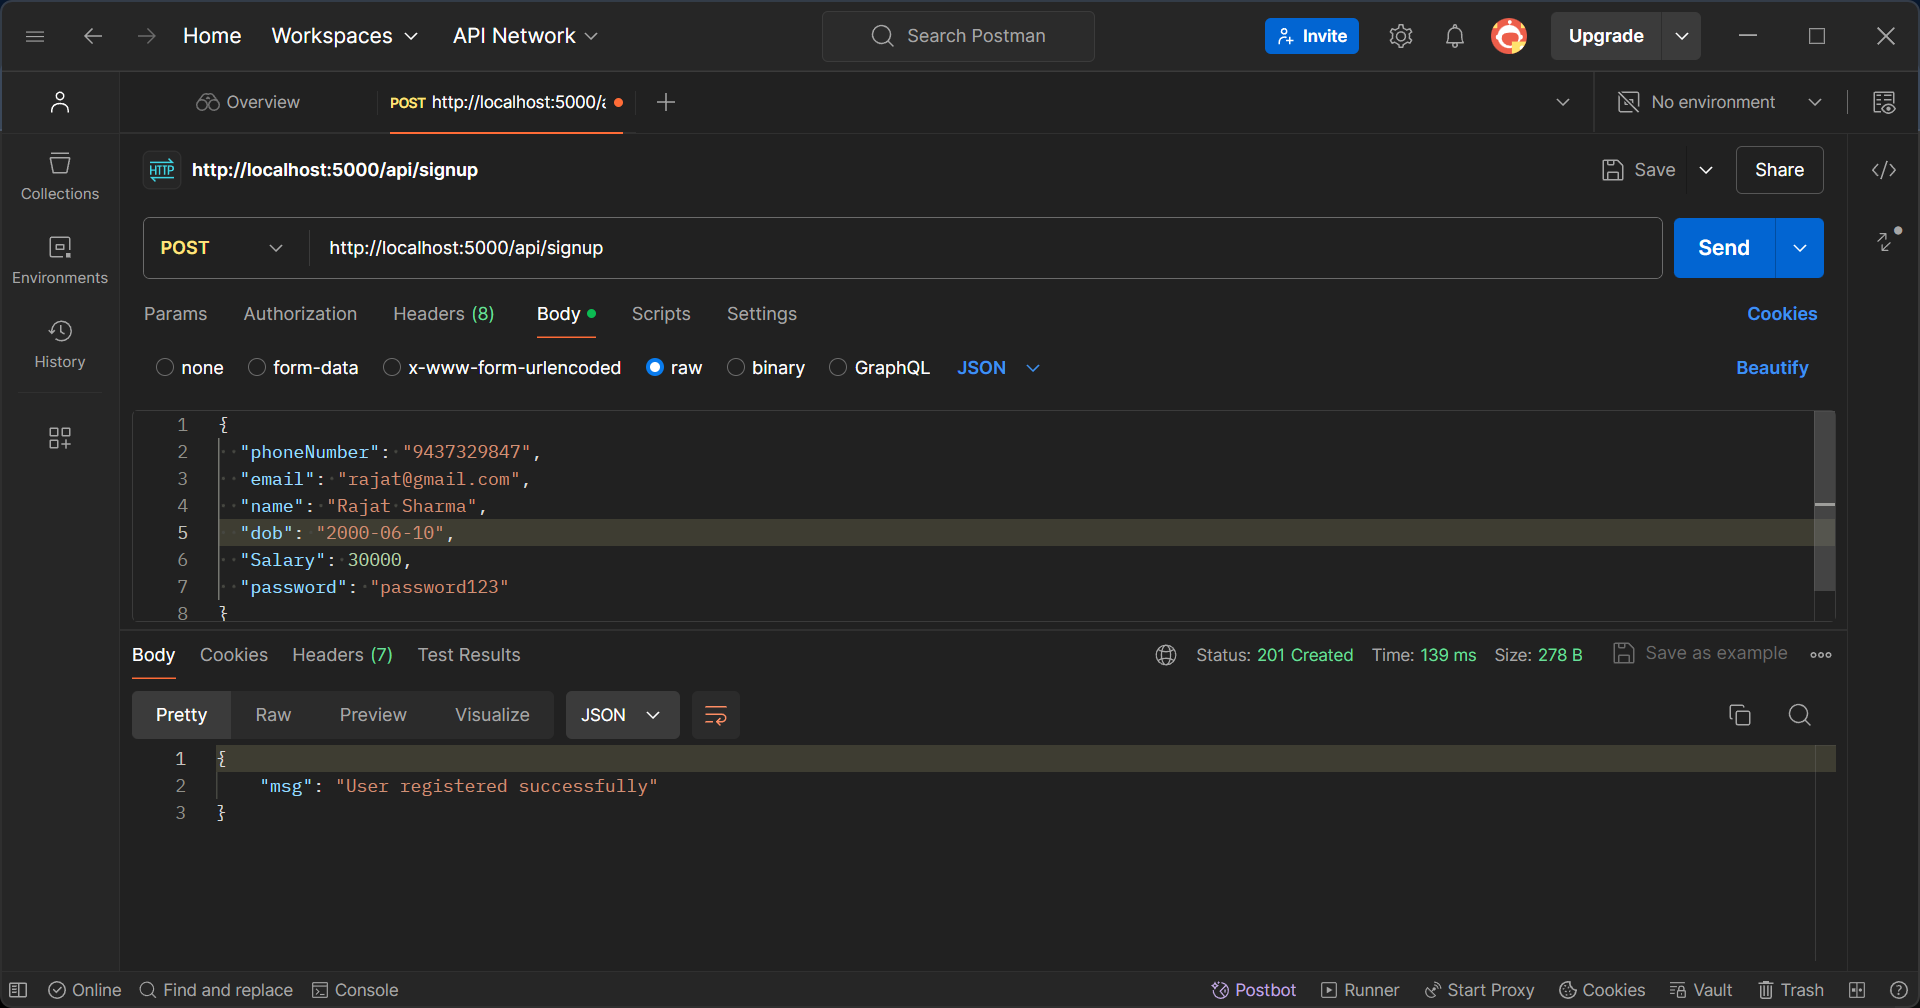 Home Workspaces API Network Search Postman Invite Upgrade
Overview POST http://localhost:5000/a No environment
HTTP http://localhost:5000/api/signup Save Share
Collections
Environments
History
POST http://localhost:5000/api/signup Send
Params Authorization Headers (8) Body Scripts Settings Cookies
none form-data x-www-form-urlencoded raw binary GraphQL JSON Beautify
1 {
2 "phoneNumber": "9437329847",
3 "email": "rajat@gmail.com",
4 "name": "Rajat Sharma",
5 "dob": "2000-06-10",
6 "Salary": 30000,
7 "password": "password123"
8 }
Body Cookies Headers (7) Test Results Status: 201 Created Time: 139 ms Size: 278 B Save as example
Pretty Raw Preview Visualize JSON
1 {
2 "msg": "User registered successfully"
3 }
Online Find and replace Console Postbot Runner Start Proxy Cookies Vault Trash